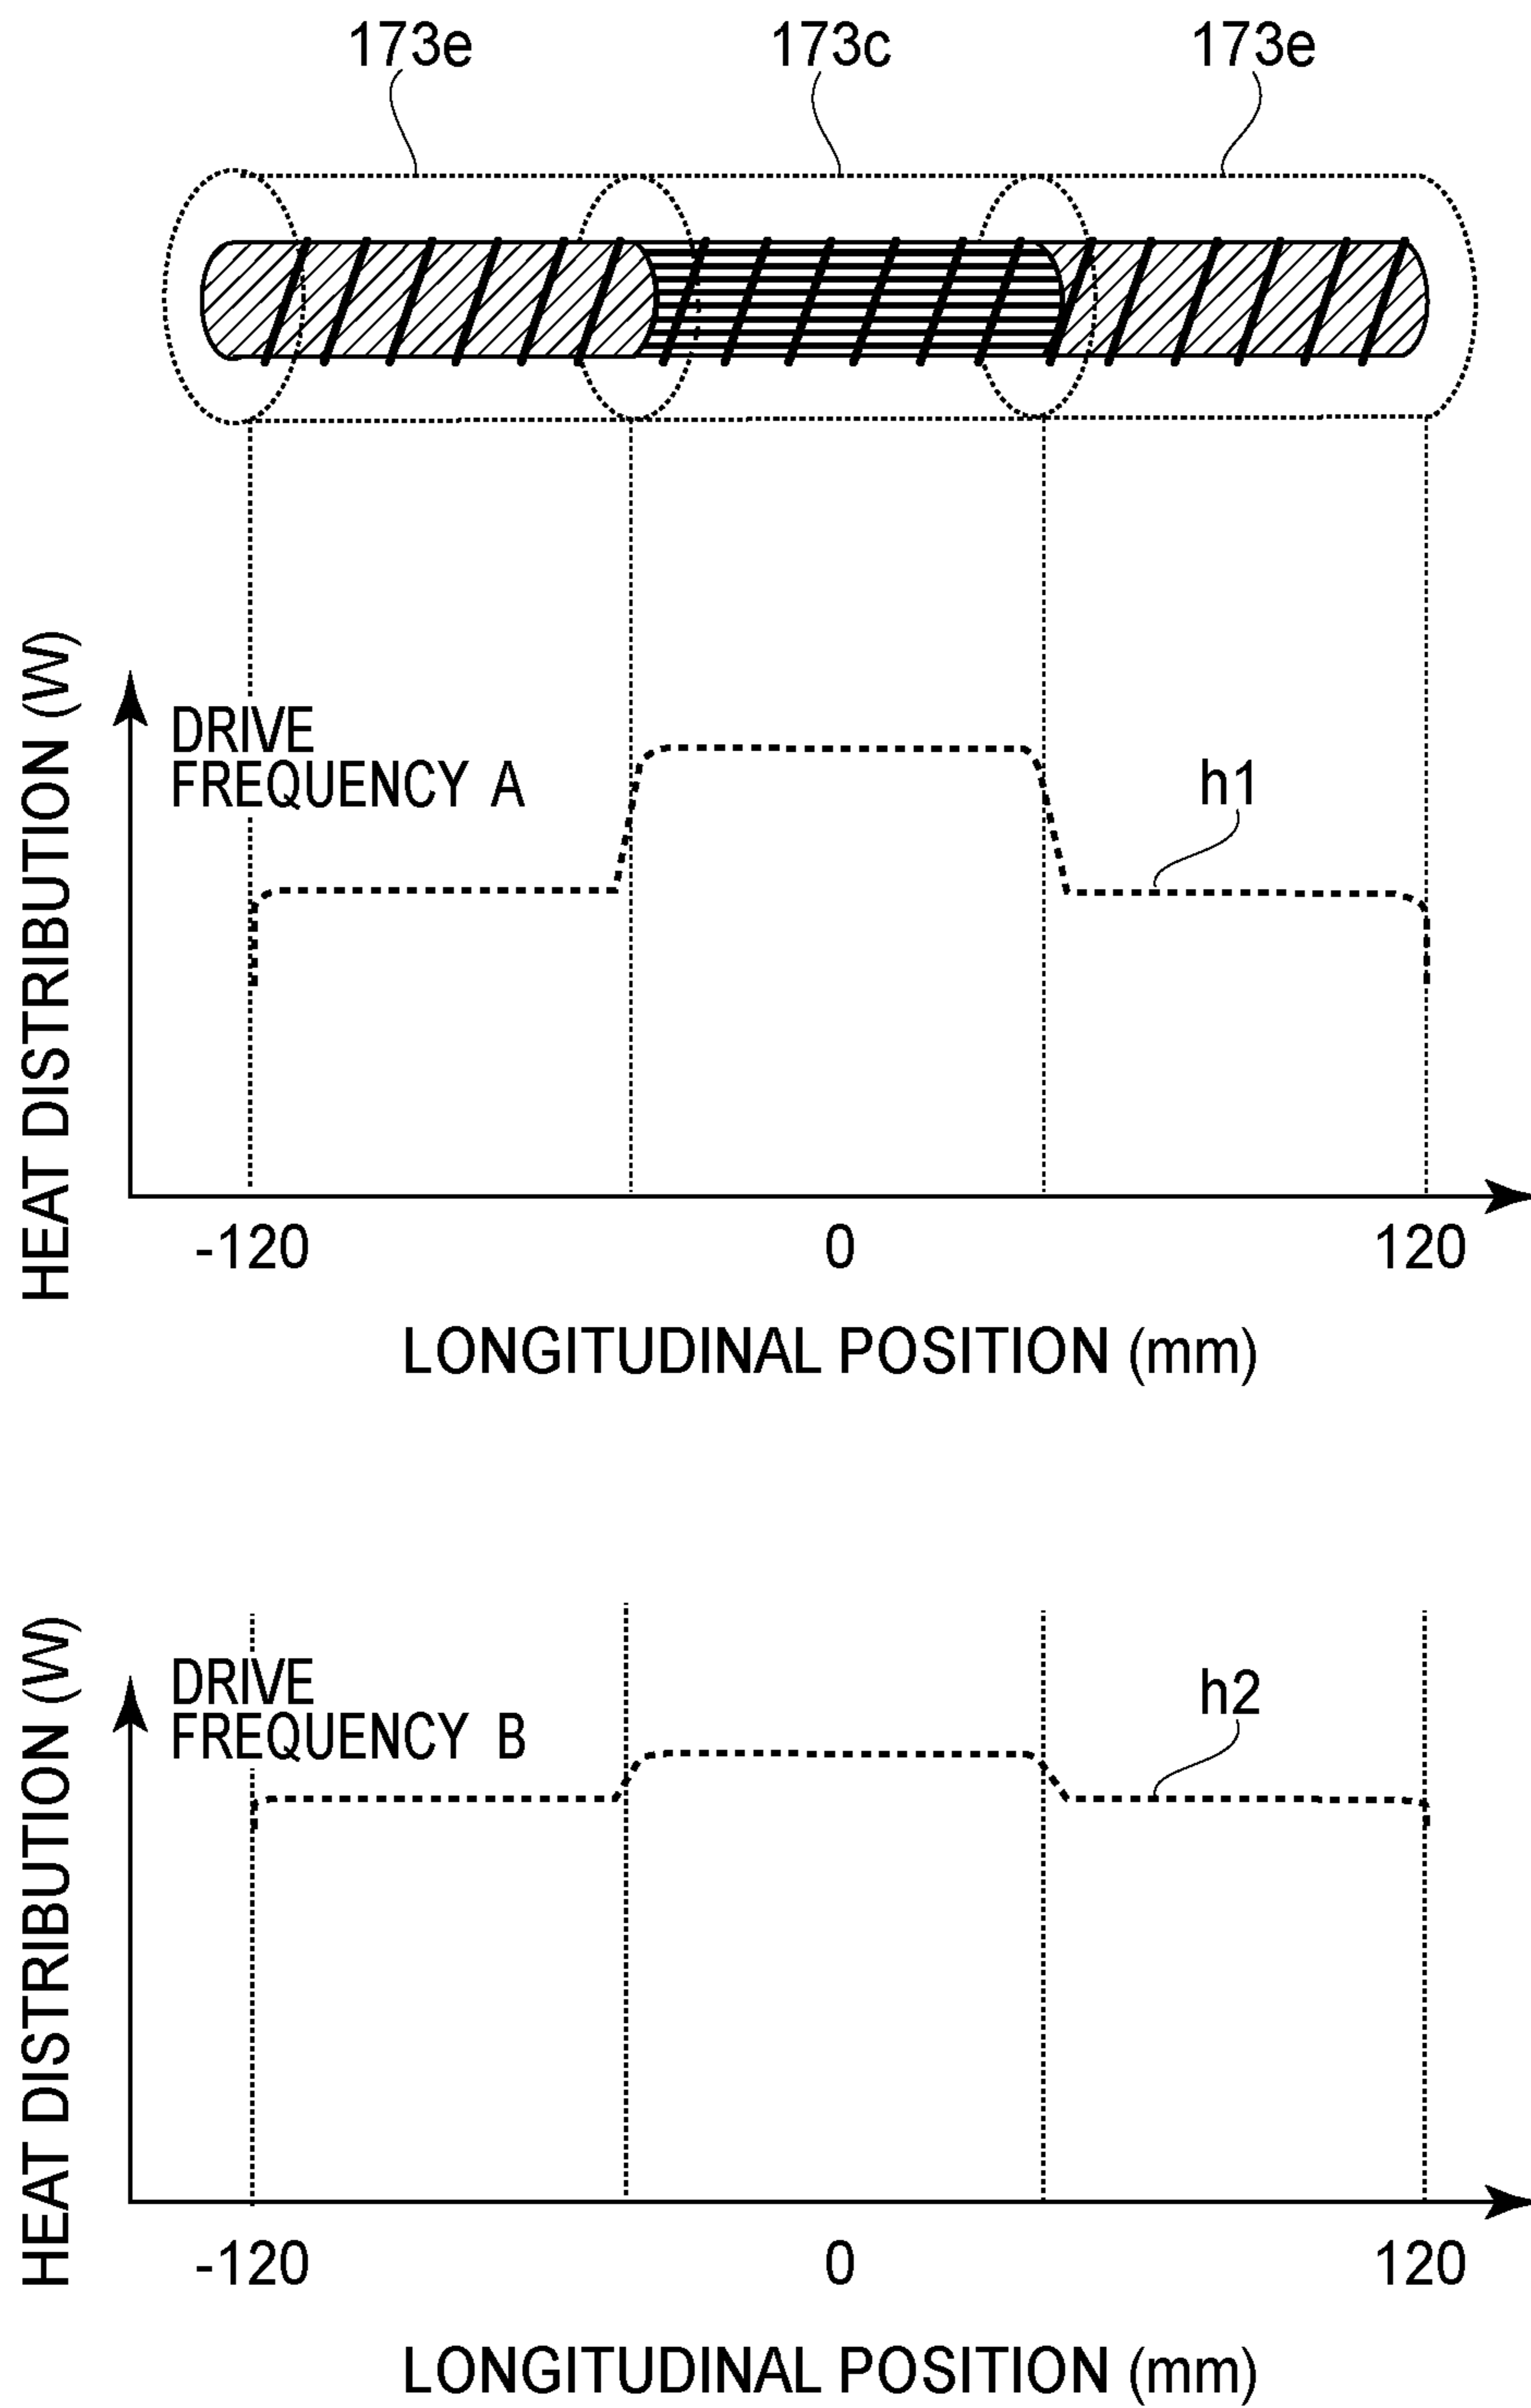 173e 173c 173e
HEAT DISTRIBUTION (W)
DRIVE
FREQUENCY A
h1
-120 0 120
LONGITUDINAL POSITION (mm)
HEAT DISTRIBUTION (W)
DRIVE
FREQUENCY B
h2
-120 0 120
LONGITUDINAL POSITION (mm)